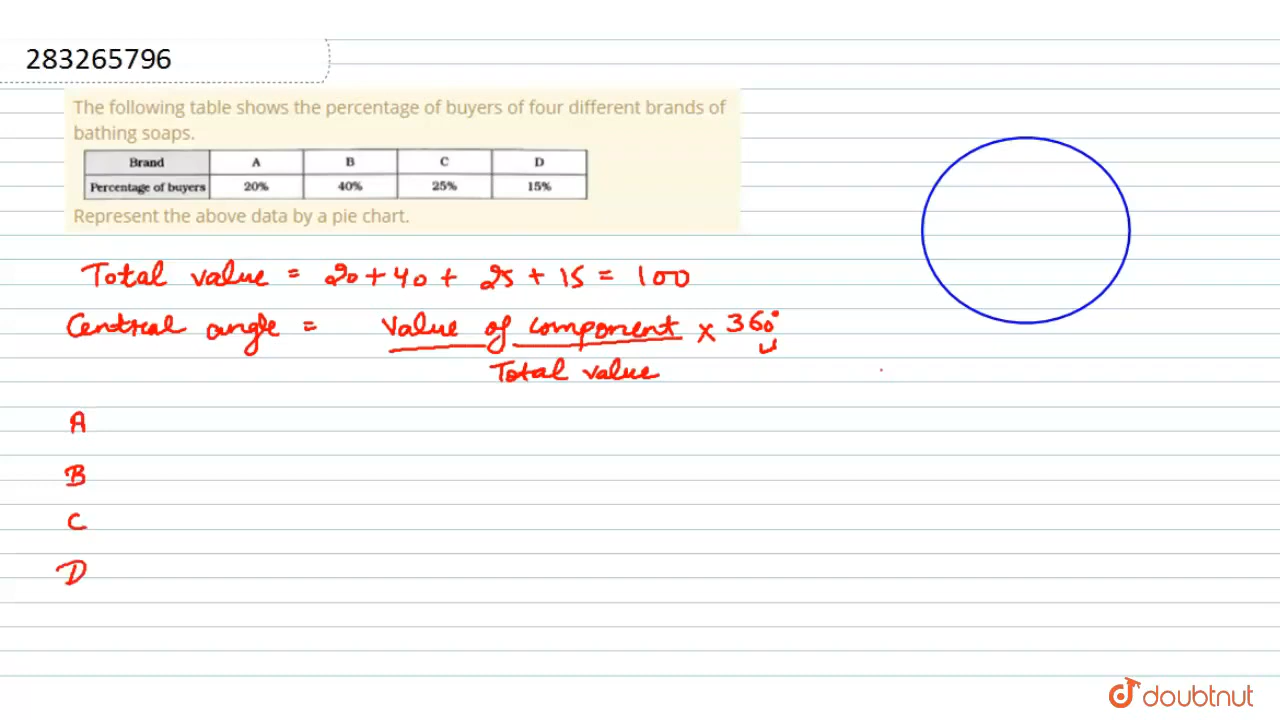 283265796
The following table shows the percentage of buyers of four different brands of
bathing soaps.
Brand A B C D
Percentage of buyers 20% 40% 25% 15%
Represent the above data by a pie chart.
Total value = 20 + 40 + 25 + 15 = 100
Central angle = value of component × 360°
Total value
A
B
C
D
doubtnut